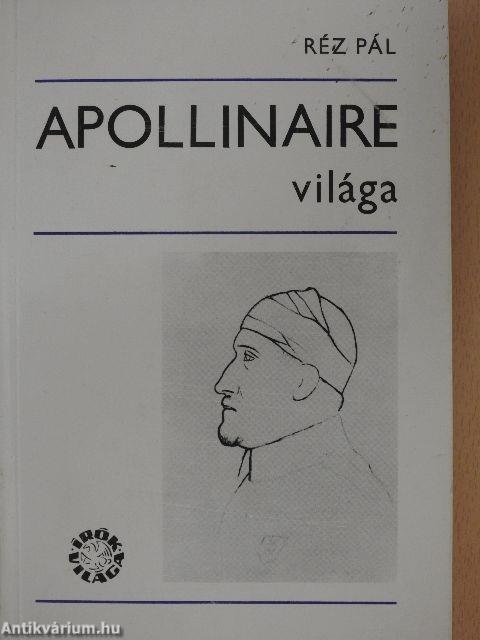 RÉZ PÁL
APOLLINAIRE
világa
ÍRÓK
VILÁGA
Antikvárium.hu